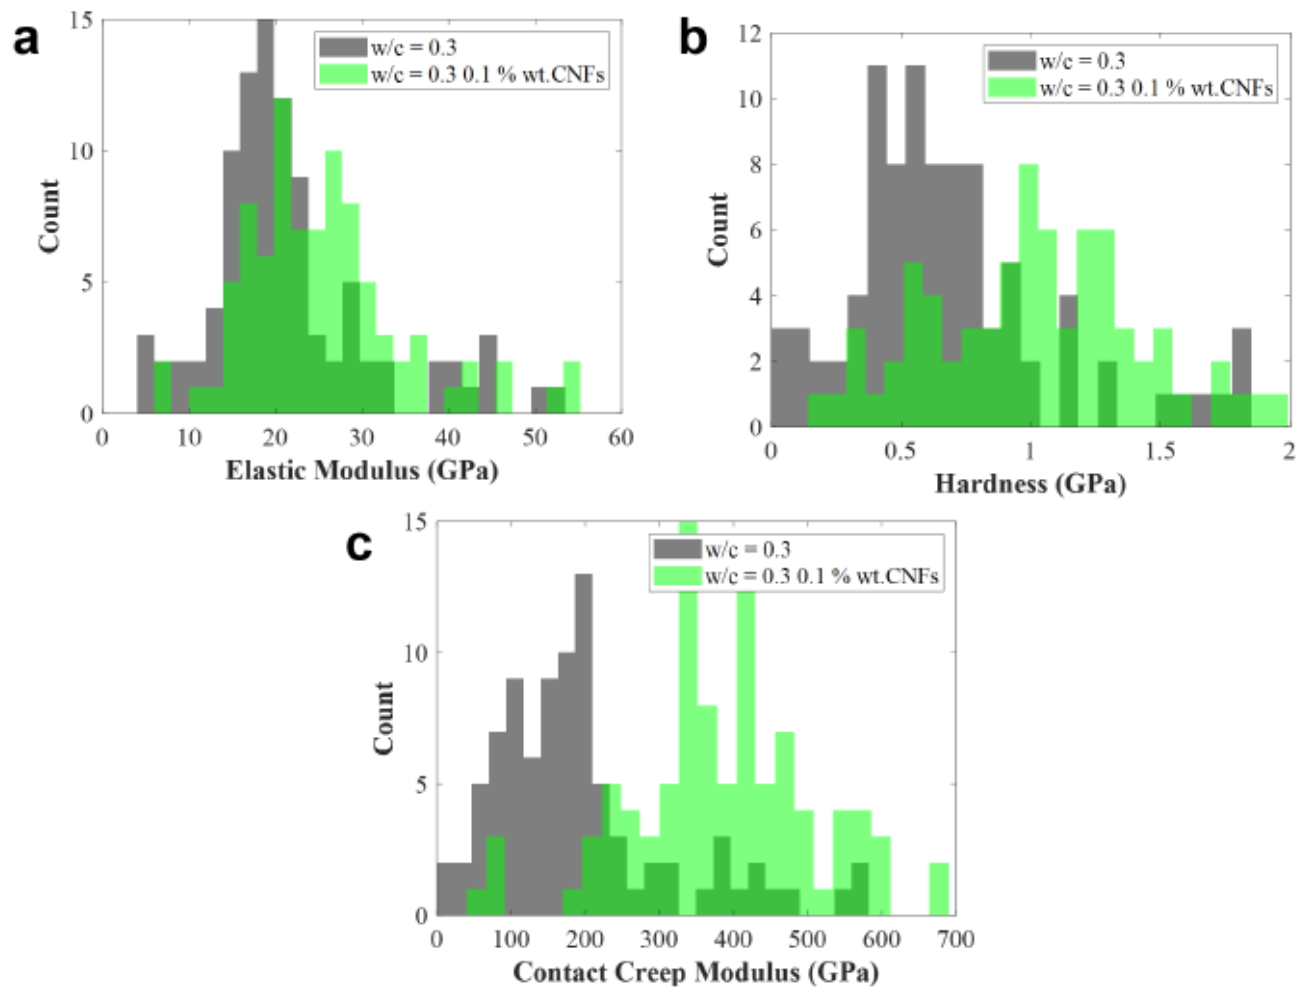 a
15
10
5
0
Count
w/c = 0.3
w/c = 0.3 0.1 % wt.CNFs
0 10 20 30 40 50 60
Elastic Modulus (GPa)
b
12
10
8
6
4
2
0
Count
w/c = 0.3
w/c = 0.3 0.1 % wt.CNFs
0 0.5 1 1.5 2
Hardness (GPa)
c
15
10
5
0
Count
w/c = 0.3
w/c = 0.3 0.1 % wt.CNFs
0 100 200 300 400 500 600 700
Contact Creep Modulus (GPa)